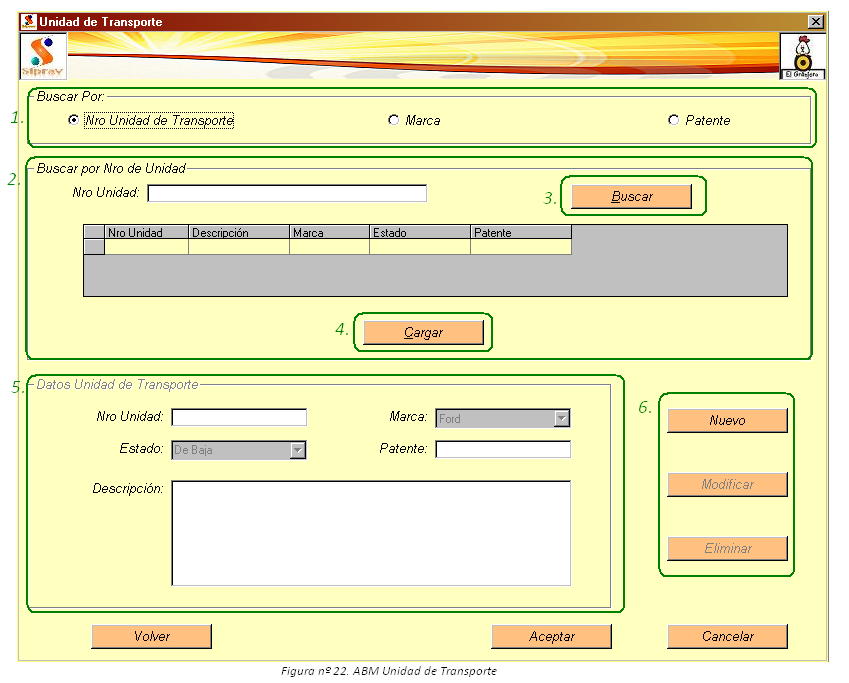 Unidad de Transporte
Siprav
El Granjero
1. Buscar Por:
Nro Unidad de Transporte Marca Patente
2. Buscar por Nro de Unidad
Nro Unidad: 3. Buscar
Nro Unidad Descripción Marca Estado Patente
4. Cargar
5. Datos Unidad de Transporte
Nro Unidad: Marca: Ford 6. Nuevo
Estado: De Baja Patente:
Modificar
Descripción:
Eliminar
Volver Aceptar Cancelar
Figura nº 22. ABM Unidad de Transporte